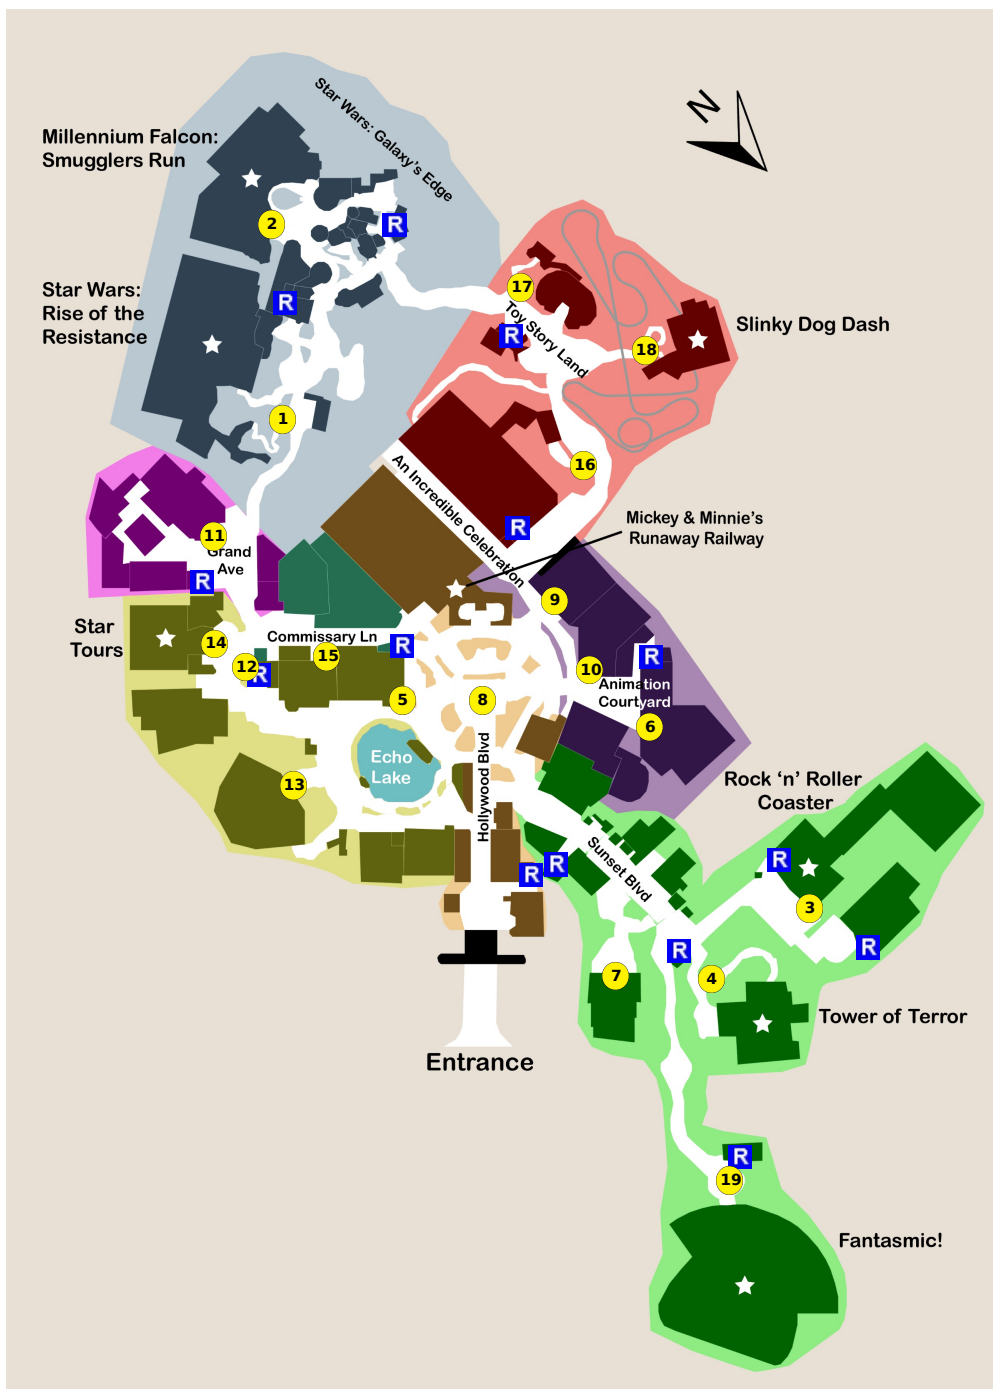 N
Star Wars: Galaxy's Edge
Millennium Falcon:
Smugglers Run
2
R
Star Wars:
Rise of the
Resistance
R
17
Toy Story Land
R
18
Slinky Dog Dash
1
An Incredible Celebration
16
R
Mickey & Minnie's
Runaway Railway
11
Grand
Ave
R
9
Star
Tours
14
Commissary Ln
R
12
R
15
10
R
Animation
Courtyard
5
8
6
Echo
Lake
13
Hollywood Blvd
Rock 'n' Roller
Coaster
Sunset Blvd
R
R
R
3
R
R
7
4
Tower of Terror
Entrance
R
19
Fantasmic!